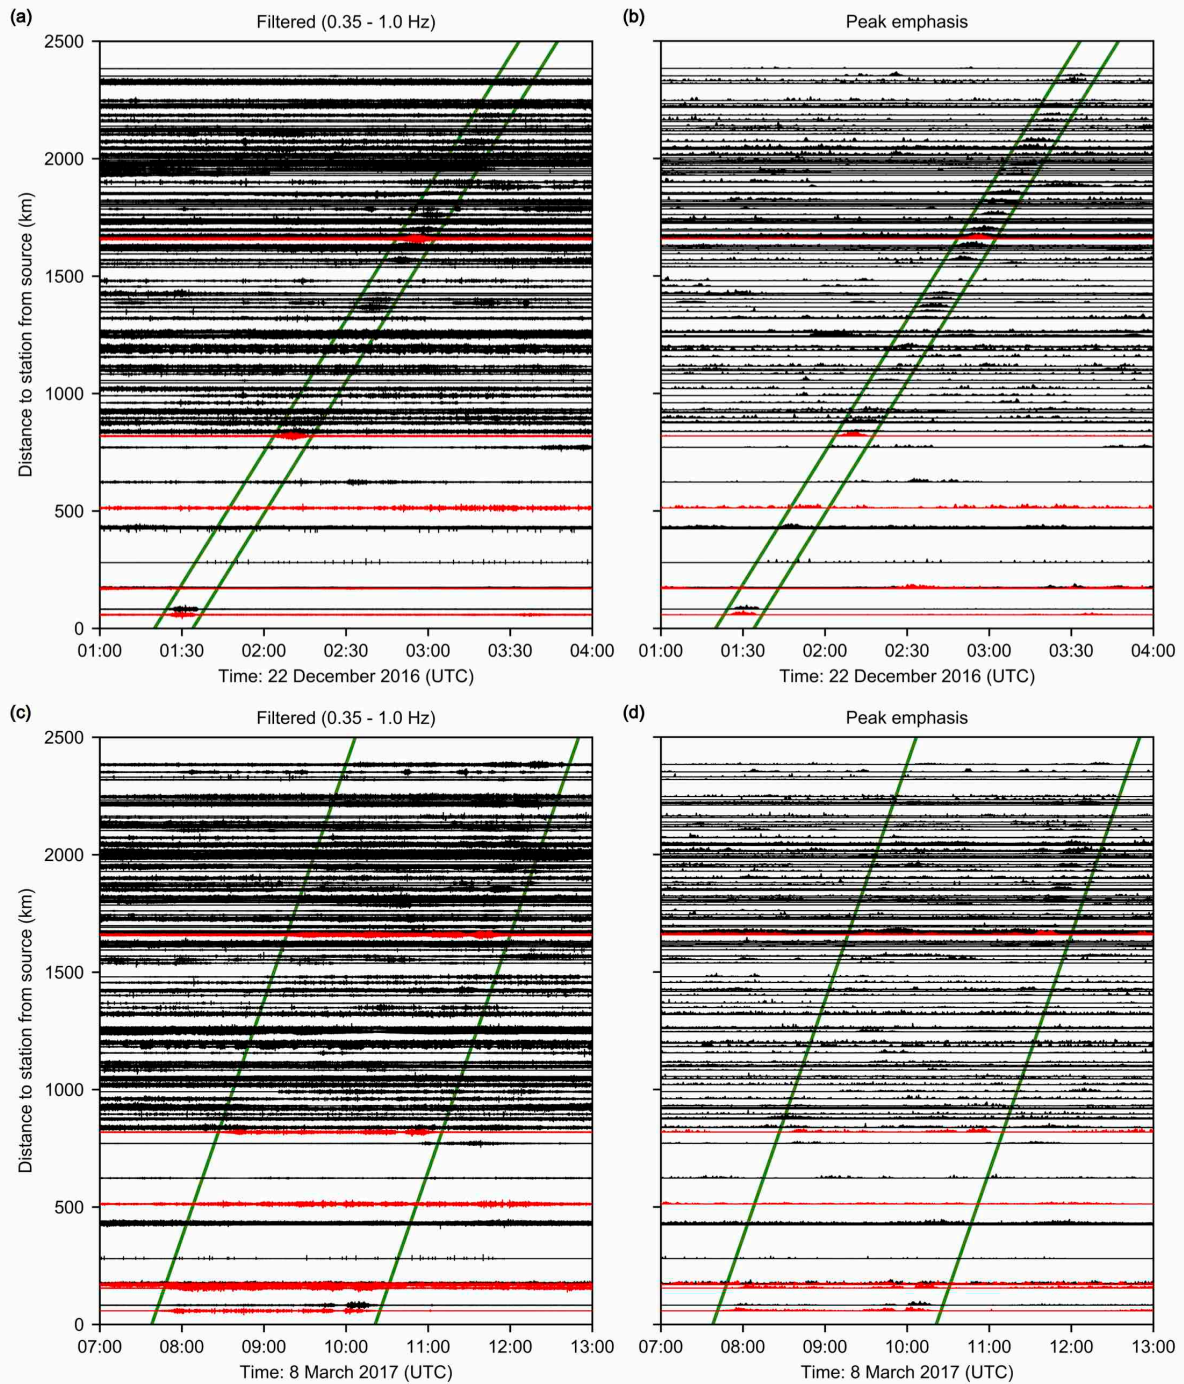 (a)
Filtered (0.35 - 1.0 Hz)
(b)
Peak emphasis
2500
2000
1500
1000
500
0
Distance to station from source (km)
01:00 01:30 02:00 02:30 03:00 03:30 04:00
Time: 22 December 2016 (UTC)
01:00 01:30 02:00 02:30 03:00 03:30 04:00
Time: 22 December 2016 (UTC)
(c)
Filtered (0.35 - 1.0 Hz)
(d)
Peak emphasis
2500
2000
1500
1000
500
0
Distance to station from source (km)
07:00 08:00 09:00 10:00 11:00 12:00 13:00
Time: 8 March 2017 (UTC)
07:00 08:00 09:00 10:00 11:00 12:00 13:00
Time: 8 March 2017 (UTC)